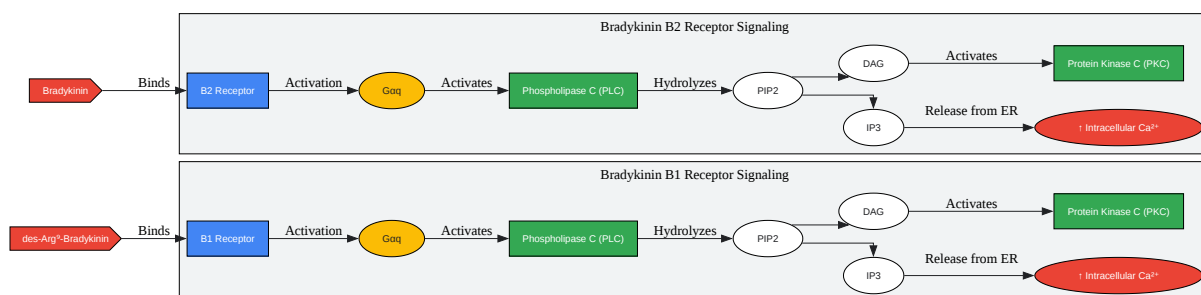 Bradykinin B2 Receptor Signaling
Bradykinin
Binds
B2 Receptor
Activation
Gαq
Activates
Phospholipase C (PLC)
Hydrolyzes
PIP2
DAG
Activates
Protein Kinase C (PKC)
IP3
Release from ER
↑ Intracellular Ca²⁺
Bradykinin B1 Receptor Signaling
des-Arg⁹-Bradykinin
Binds
B1 Receptor
Activation
Gαq
Activates
Phospholipase C (PLC)
Hydrolyzes
PIP2
DAG
Activates
Protein Kinase C (PKC)
IP3
Release from ER
↑ Intracellular Ca²⁺